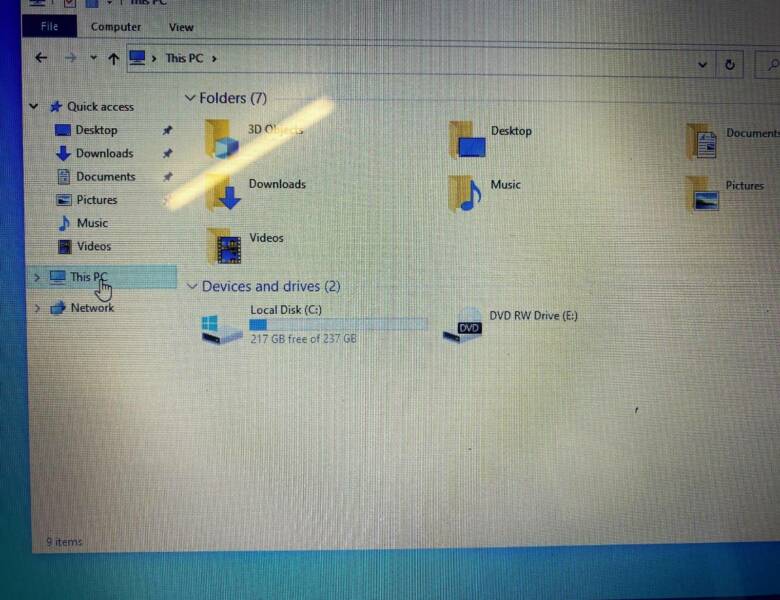 This PC
File Computer View
This PC
Quick access
Desktop
Downloads
Documents
Pictures
Music
Videos
This PC
Network
Folders (7)
3D Objects
Desktop
Documents
Downloads
Music
Pictures
Videos
Devices and drives (2)
Local Disk (C:)
217 GB free of 237 GB
DVD
DVD RW Drive (E:)
9 items